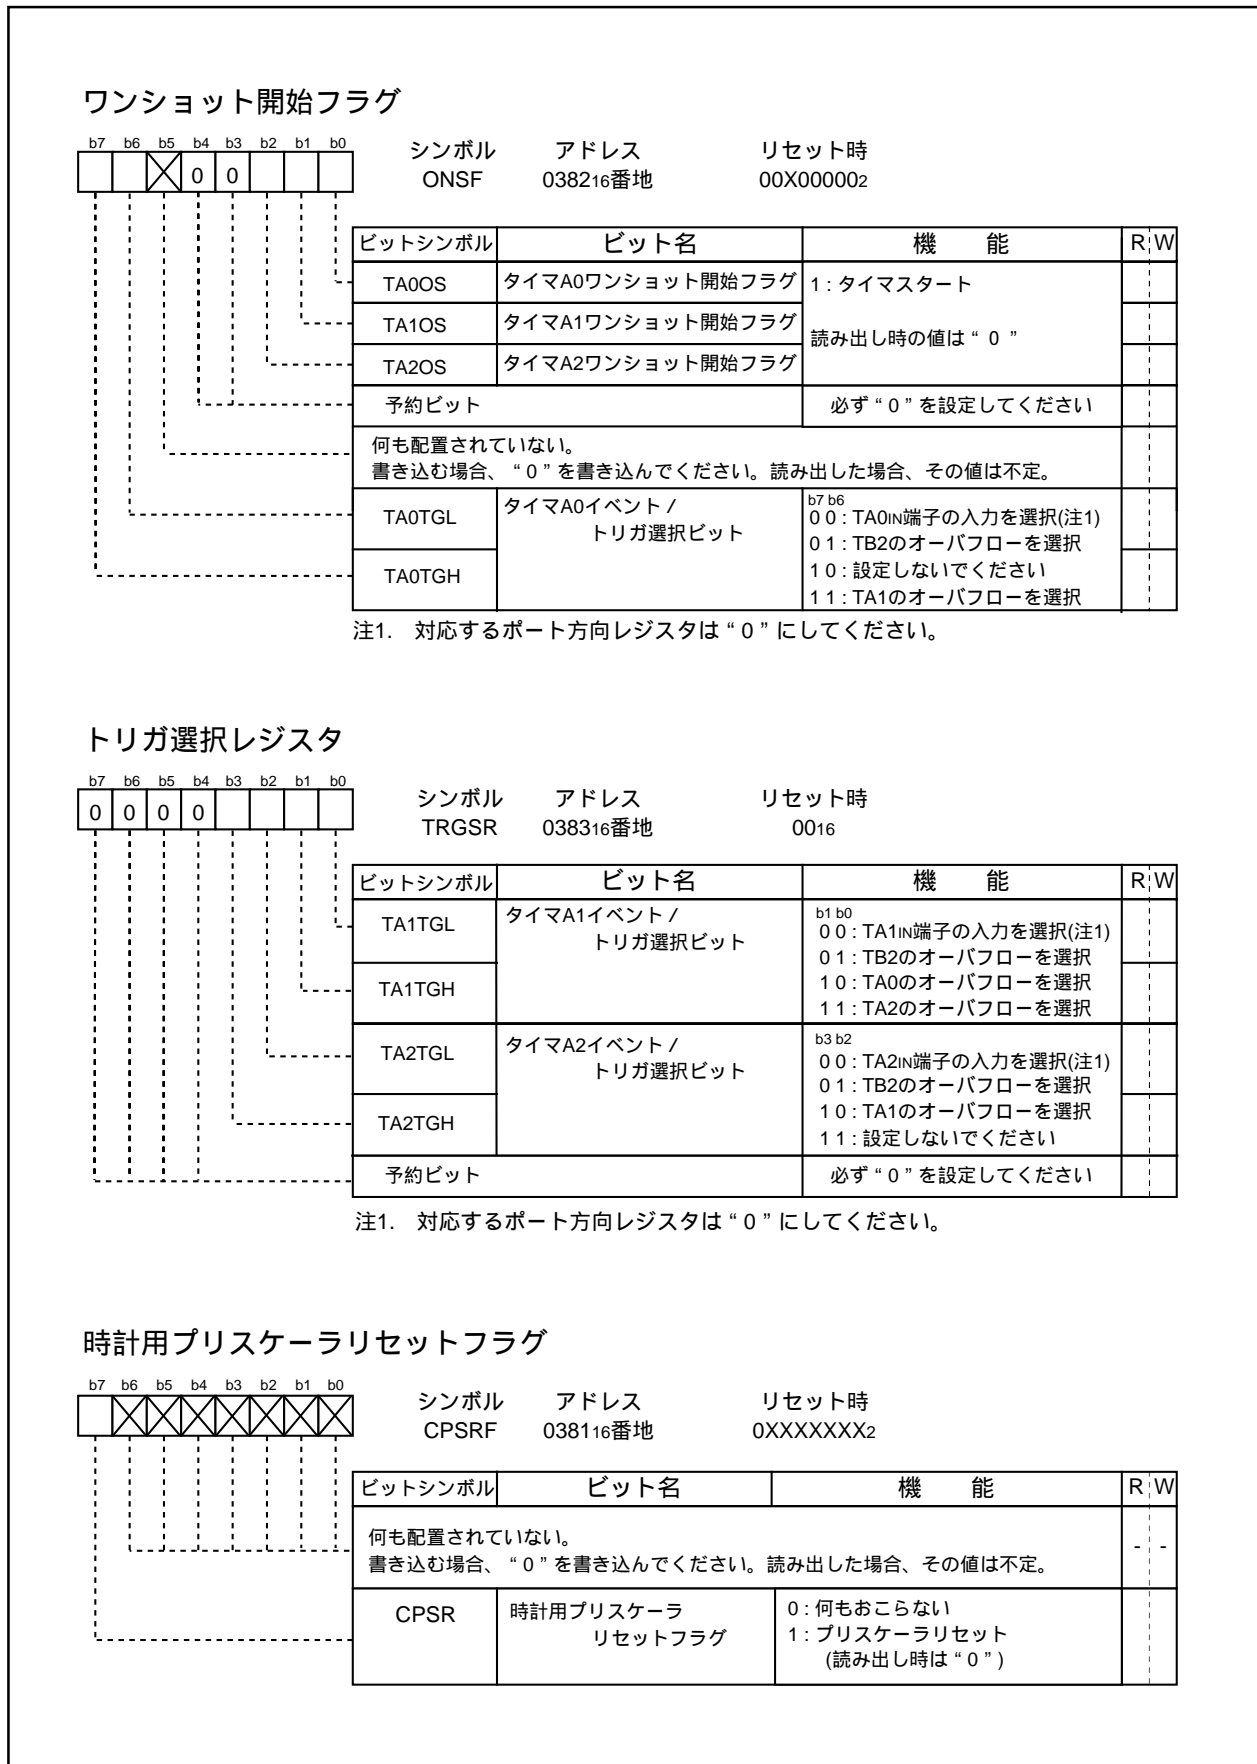 ワンショット開始フラグ
b7 b6 b5 b4 b3 b2 b1 b0
0 0
シンボル アドレス リセット時
ONSF 038216番地 00X000002
ビットシンボル ビット名 機 能 R W
TA0OS タイマA0ワンショット開始フラグ 1 : タイマスタート
TA1OS タイマA1ワンショット開始フラグ
読み出し時の値は“ 0 ”
TA2OS タイマA2ワンショット開始フラグ
予約ビット 必ず“ 0 ”を設定してください
何も配置されていない。
書き込む場合、“ 0 ”を書き込んでください。読み出した場合、その値は不定。
TA0TGL タイマA0イベント /
トリガ選択ビット
b7 b6
0 0 : TA0IN端子の入力を選択(注1)
0 1 : TB2のオーバフローを選択
TA0TGH 1 0 : 設定しないでください
1 1 : TA1のオーバフローを選択
注1. 対応するポート方向レジスタは“ 0 ”にしてください。
トリガ選択レジスタ
b7 b6 b5 b4 b3 b2 b1 b0
0 0 0 0
シンボル アドレス リセット時
TRGSR 038316番地 0016
ビットシンボル ビット名 機 能 R W
TA1TGL タイマA1イベント /
トリガ選択ビット
b1 b0
0 0 : TA1IN端子の入力を選択(注1)
0 1 : TB2のオーバフローを選択
TA1TGH 1 0 : TA0のオーバフローを選択
1 1 : TA2のオーバフローを選択
TA2TGL タイマA2イベント /
トリガ選択ビット
b3 b2
0 0 : TA2IN端子の入力を選択(注1)
0 1 : TB2のオーバフローを選択
TA2TGH 1 0 : TA1のオーバフローを選択
1 1 : 設定しないでください
予約ビット 必ず“ 0 ”を設定してください
注1. 対応するポート方向レジスタは“ 0 ”にしてください。
時計用プリスケーラリセットフラグ
b7 b6 b5 b4 b3 b2 b1 b0
シンボル アドレス リセット時
CPSRF 038116番地 0XXXXXXX2
ビットシンボル ビット名 機 能 R W
何も配置されていない。
書き込む場合、“ 0 ”を書き込んでください。読み出した場合、その値は不定。 - -
CPSR 時計用プリスケーラ
リセットフラグ
0 : 何もおこらない
1 : プリスケーラリセット
(読み出し時は“ 0 ”)